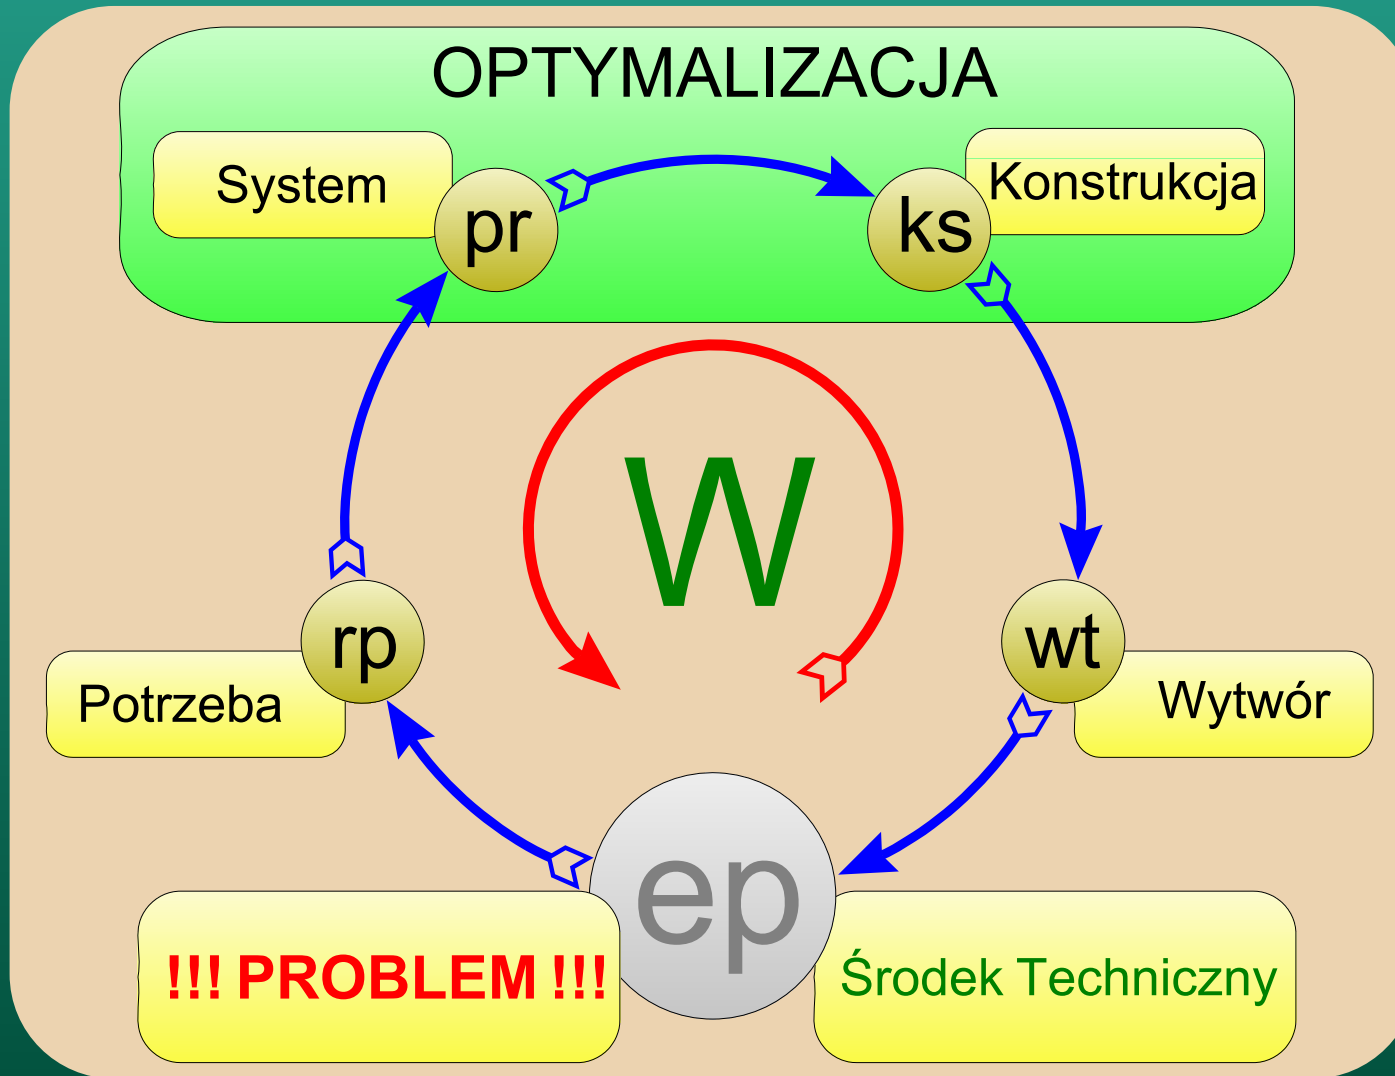 OPTYMALIZACJA
System
pr
ks
Konstrukcja
W
rp
wt
Potrzeba
Wytwór
ep
!!! PROBLEM !!!
Środek Techniczny